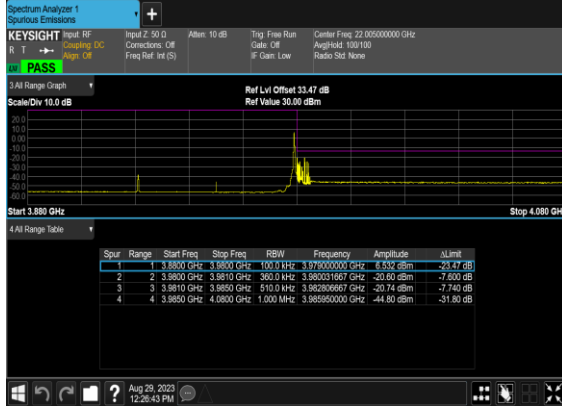 Spectrum Analyzer 1
Spurious Emissions
+
KEYSIGHT Input: RF Input Z: 50 Ω Atten: 10 dB Trig: Free Run Center Freq: 22.005000000 GHz
R T Coupling: DC Corrections: Off Gate: Off Avg|Hold: 100/100
Align: Off Freq Ref: Int (S) IF Gain: Low Radio Std: None
PASS
3 All Range Graph
Ref Lvl Offset 33.47 dB
Scale/Div 10.0 dB Ref Value 30.00 dBm
20.0
10.0
0.00
-10.0
-20.0
-30.0
-40.0
-50.0
-60.0
Start 3.880 GHz Stop 4.080 GH
4 All Range Table
Spur Range Start Freq Stop Freq RBW Frequency Amplitude ΔLimit
1 1 3.8800 GHz 3.9800 GHz 100.0 kHz 3.979000000 GHz 6.532 dBm -23.47 dB
2 2 3.9800 GHz 3.9810 GHz 360.0 kHz 3.980031667 GHz -20.60 dBm -7.600 dB
3 3 3.9810 GHz 3.9850 GHz 510.0 kHz 3.982806667 GHz -20.74 dBm -7.740 dB
4 4 3.9850 GHz 4.0800 GHz 1.000 MHz 3.985950000 GHz -44.80 dBm -31.80 dB
? Aug 29, 2023
12:26:43 PM